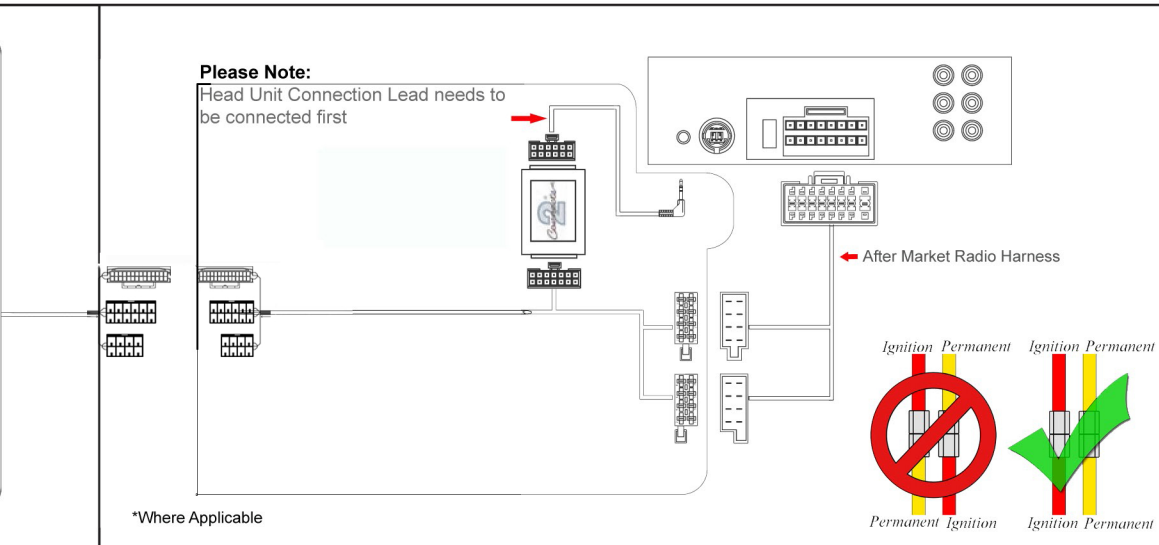 Please Note:
Head Unit Connection Lead needs to
be connected first
Connects2
After Market Radio Harness
Ignition Permanent
Ignition Permanent
Permanent Ignition
Ignition Permanent
*Where Applicable